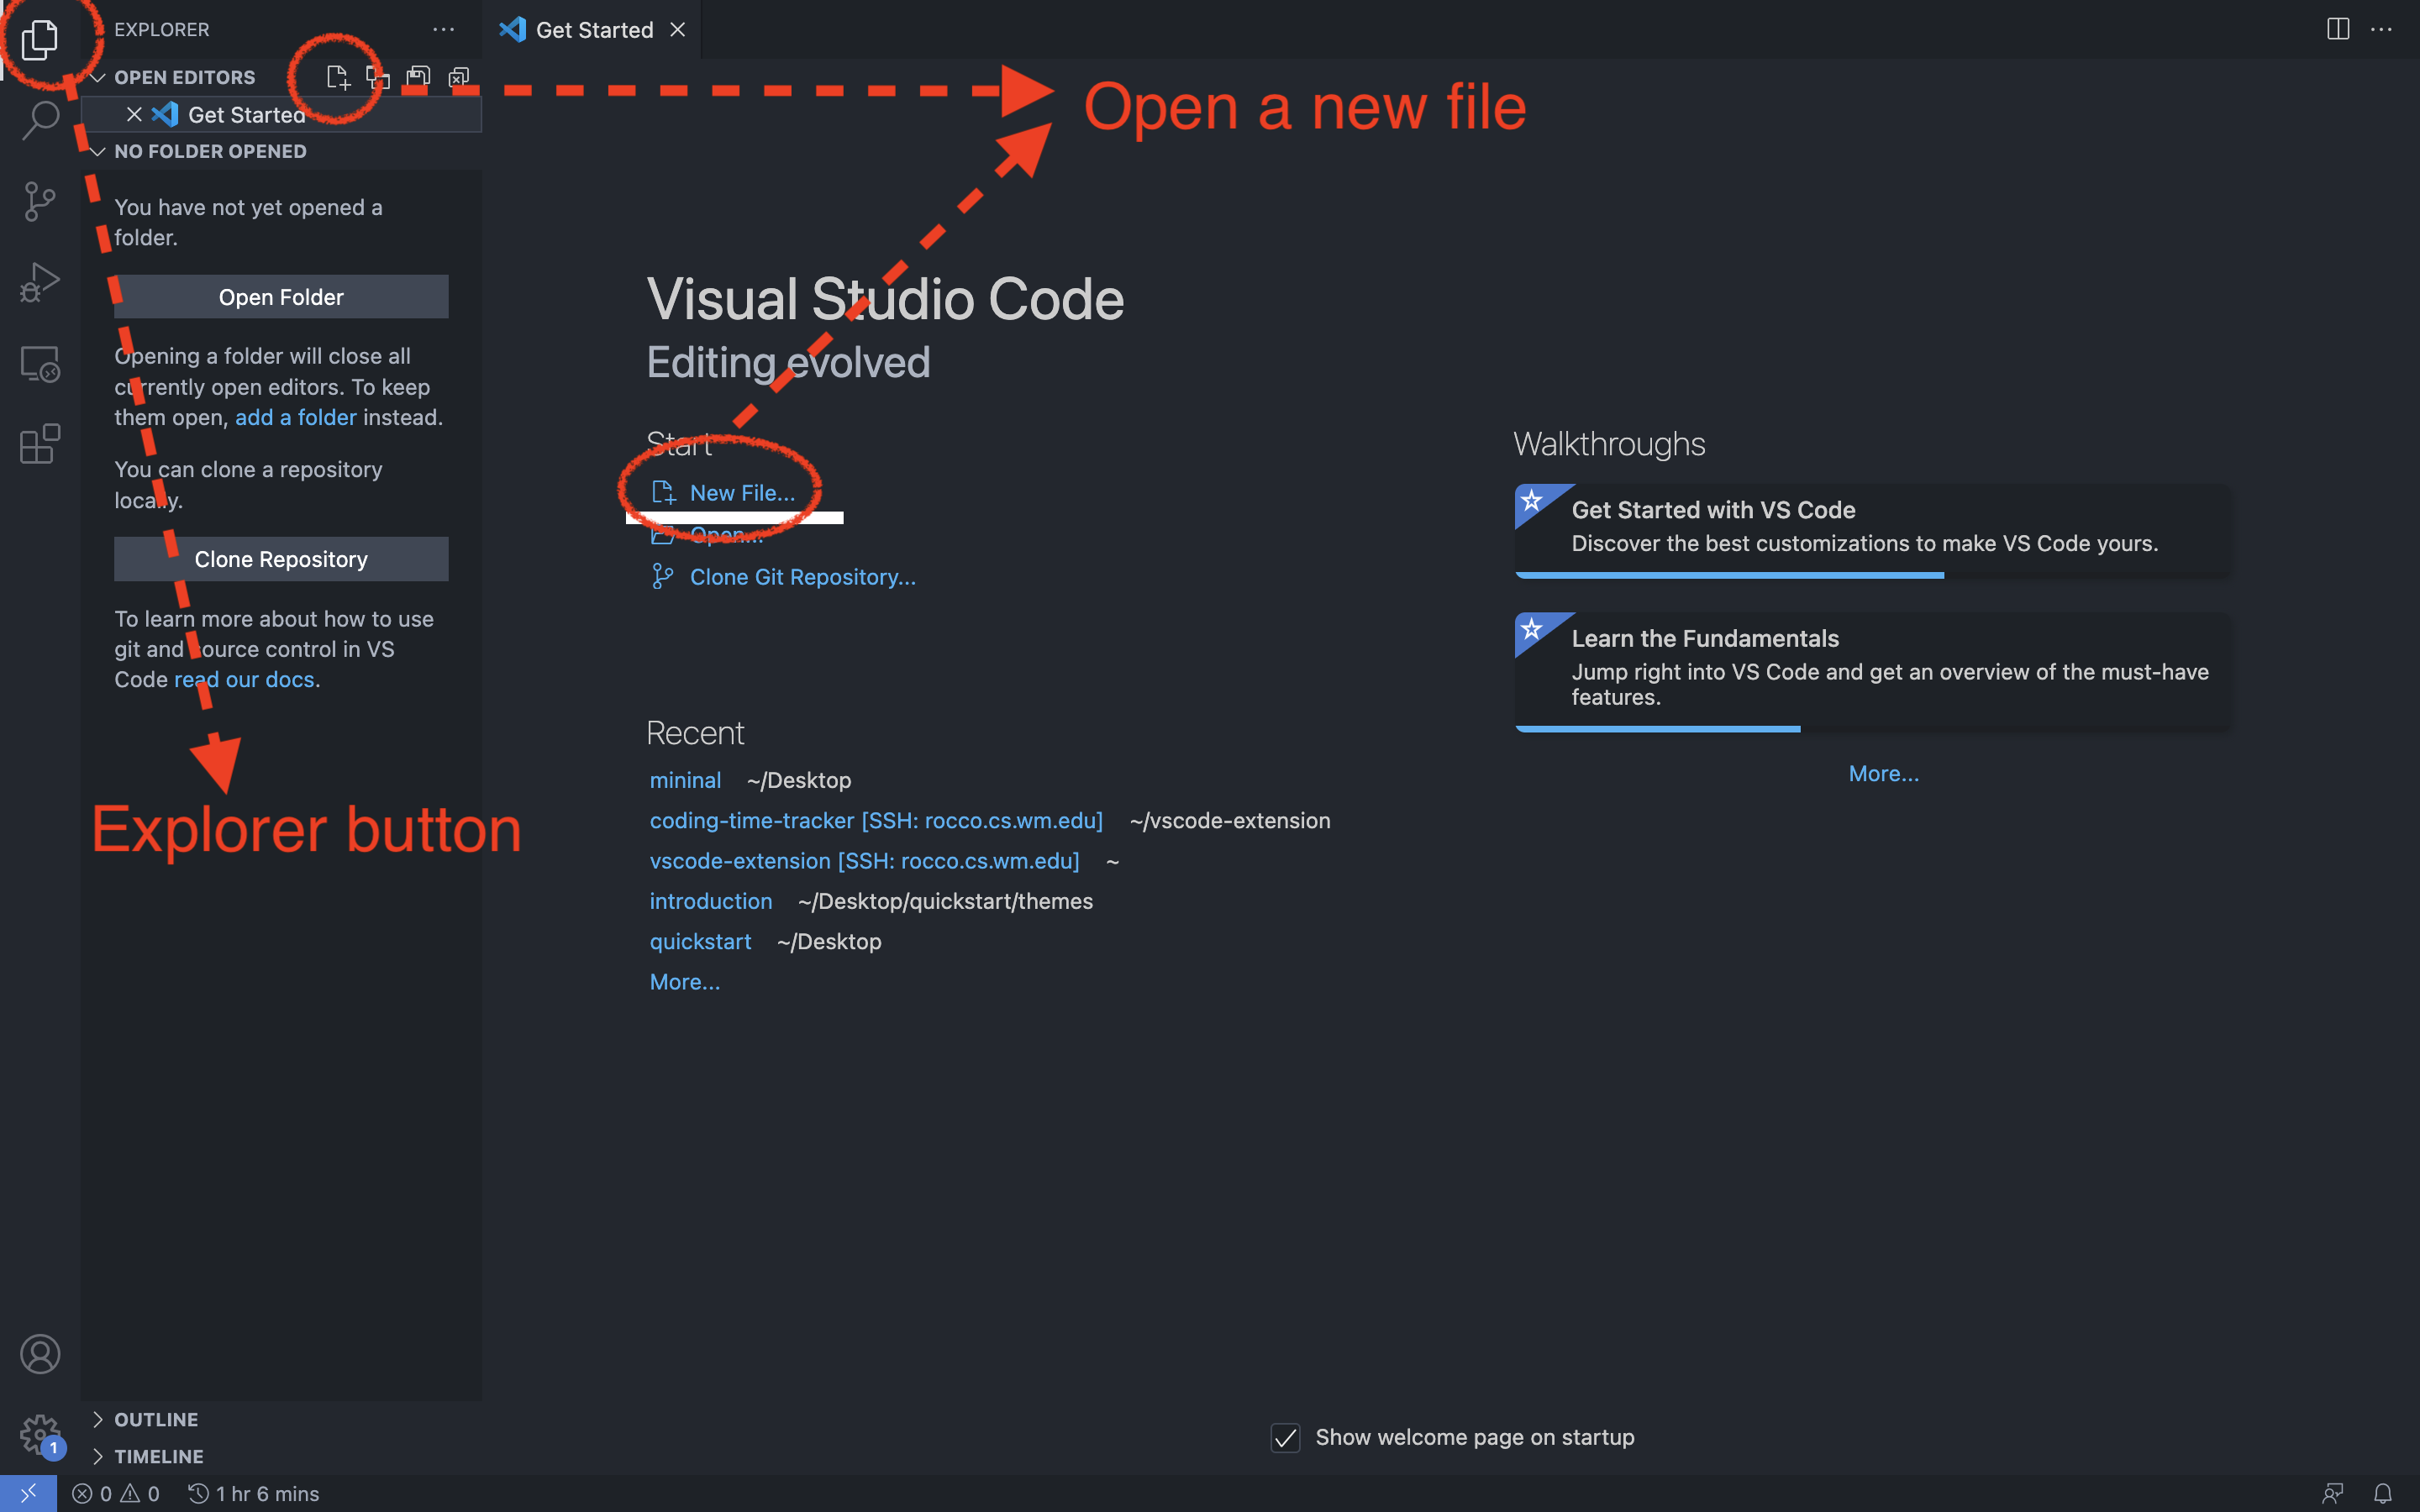 EXPLORER
Get Started
OPEN EDITORS
Get Started
NO FOLDER OPENED
You have not yet opened a
folder.
Open Folder
Opening a folder will close all
currently open editors. To keep
them open, add a folder instead.
You can clone a repository
locally.
Clone Repository
To learn more about how to use
git and source control in VS
Code read our docs.
Explorer button
OUTLINE
TIMELINE
Open a new file
Visual Studio Code
Editing evolved
Start
New File...
Open...
Clone Git Repository...
Recent
mininal ~/Desktop
coding-time-tracker [SSH: rocco.cs.wm.edu] ~/vscode-extension
vscode-extension [SSH: rocco.cs.wm.edu] ~
introduction ~/Desktop/quickstart/themes
quickstart ~/Desktop
More...
Walkthroughs
Get Started with VS Code
Discover the best customizations to make VS Code yours.
Learn the Fundamentals
Jump right into VS Code and get an overview of the must-have
features.
More...
Show welcome page on startup
1
0 0 1 hr 6 mins